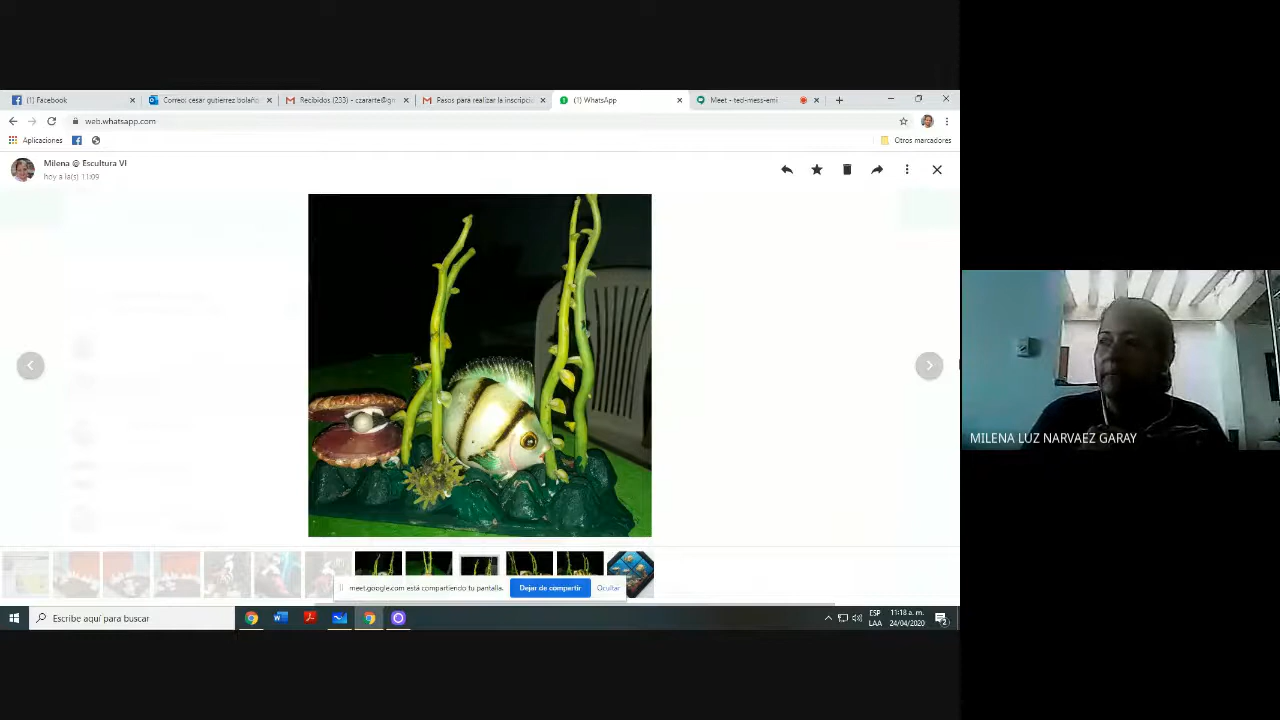 (1) Facebook
Correo: cesar gutierrez bolaño
Recibidos (233) - czararte@gm
Pasos para realizar la inscripció
(1) WhatsApp
Meet - ted-mess-emi
web.whatsapp.com
Aplicaciones
Otros marcadores
Milena @ Escultura VI
hoy a la(s) 11:09
MILENA LUZ NARVAEZ GARAY
meet.google.com está compartiendo tu pantalla.
Dejar de compartir
Ocultar
Escribe aquí para buscar
ESP
LAA
11:18 a. m.
24/04/2020
2